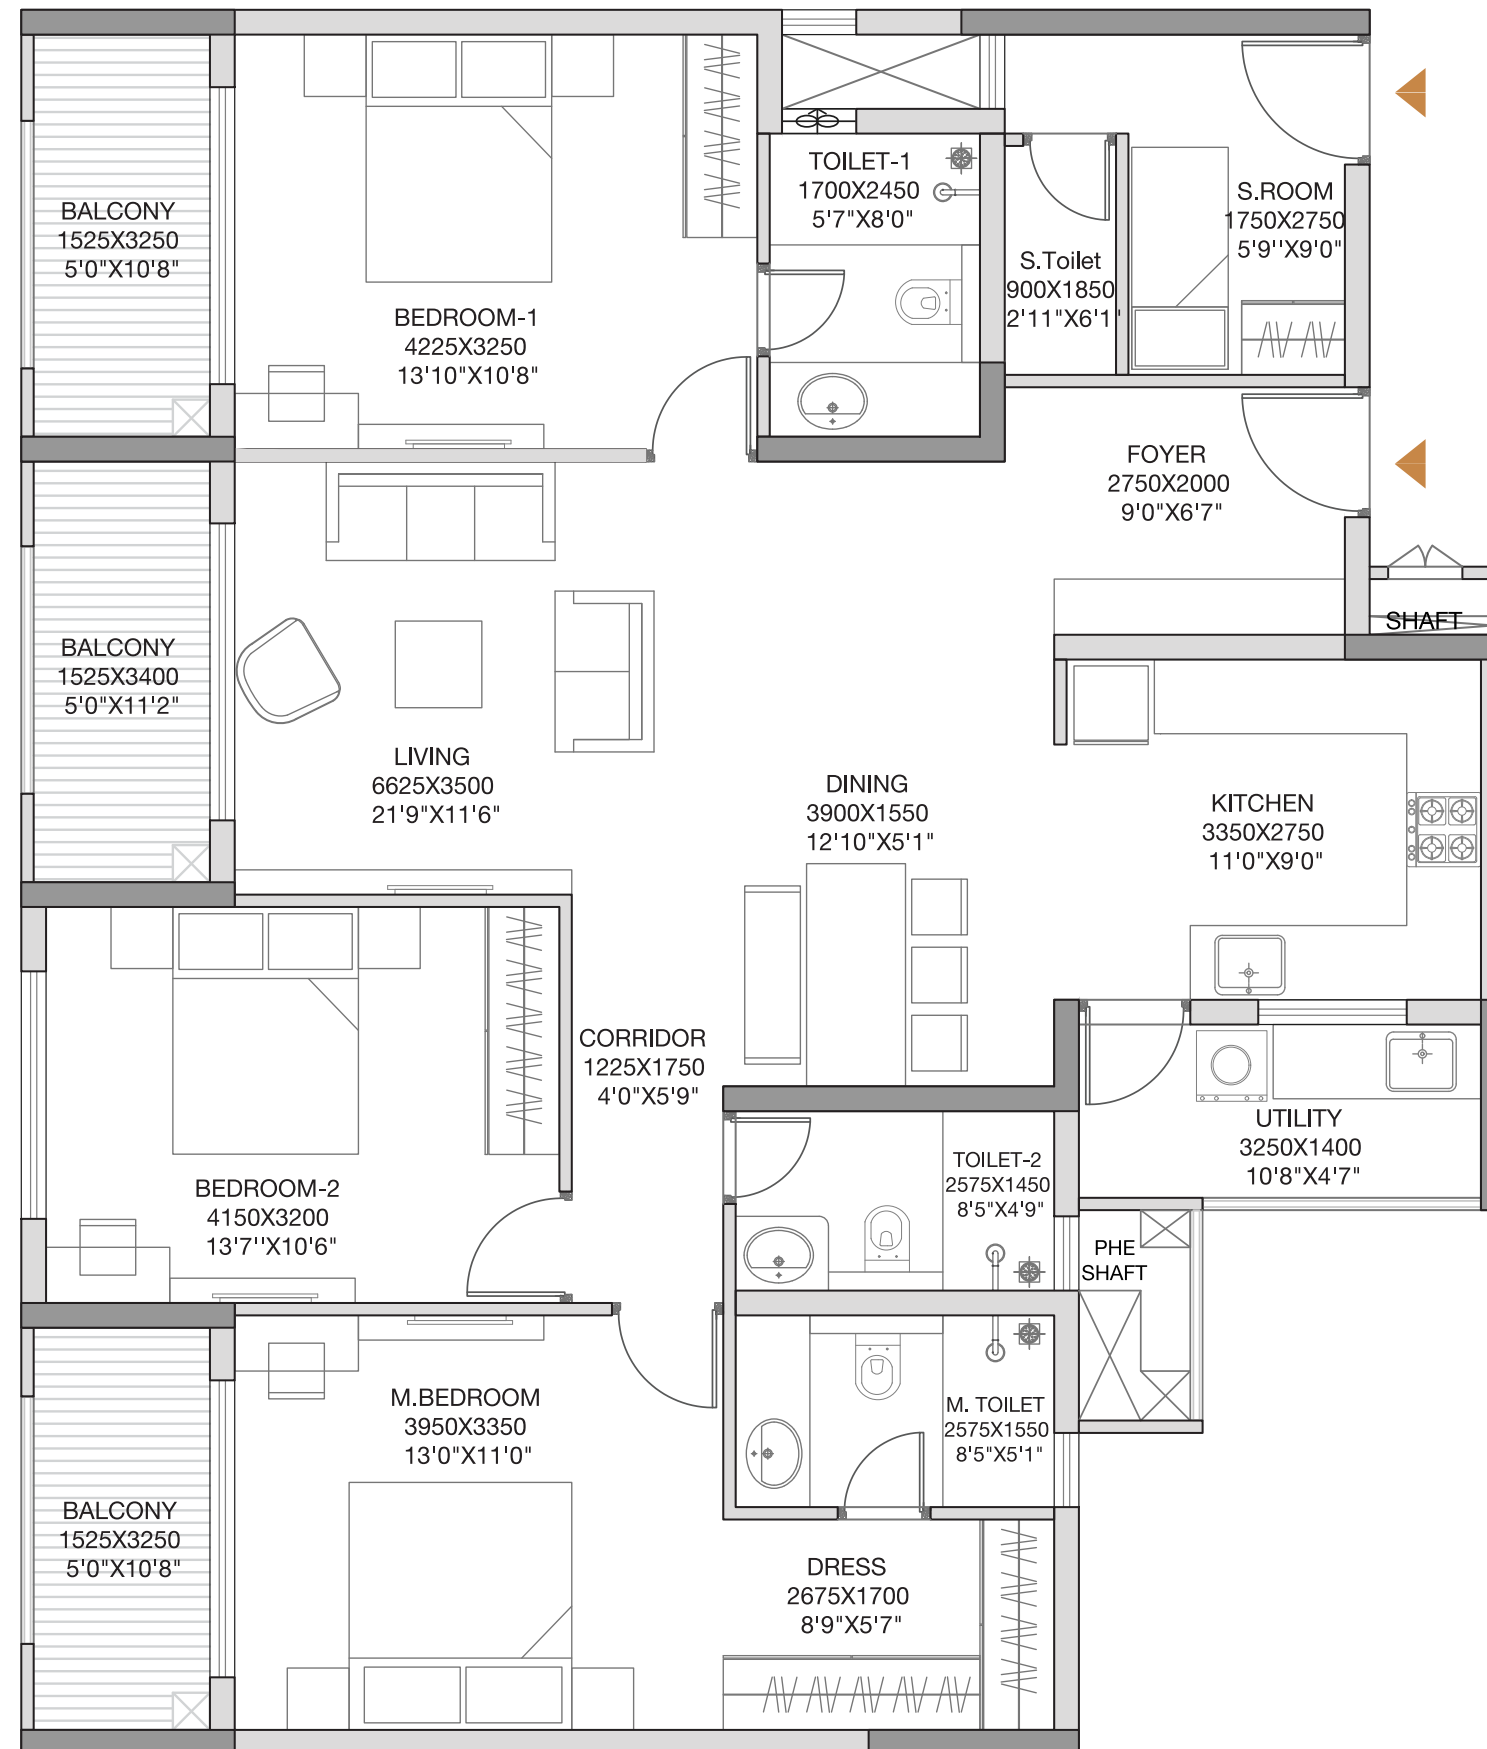 TOILET-1
1700X2450
5'7"X8'0"
S.ROOM
1750X2750
5'9''X9'0"
BALCONY
1525X3250
5'0"X10'8"
S.Toilet
900X1850
2'11"X6'1"
BEDROOM-1
4225X3250
13'10"X10'8"
FOYER
2750X2000
9'0"X6'7"
SHAFT
BALCONY
1525X3400
5'0"X11'2"
LIVING
6625X3500
21'9"X11'6"
DINING
3900X1550
12'10"X5'1"
KITCHEN
3350X2750
11'0"X9'0"
CORRIDOR
1225X1750
4'0"X5'9"
UTILITY
3250X1400
10'8"X4'7"
TOILET-2
2575X1450
8'5"X4'9"
BEDROOM-2
4150X3200
13'7''X10'6"
PHE
SHAFT
M.BEDROOM
3950X3350
13'0"X11'0"
M. TOILET
2575X1550
8'5"X5'1"
BALCONY
1525X3250
5'0"X10'8"
DRESS
2675X1700
8'9"X5'7"